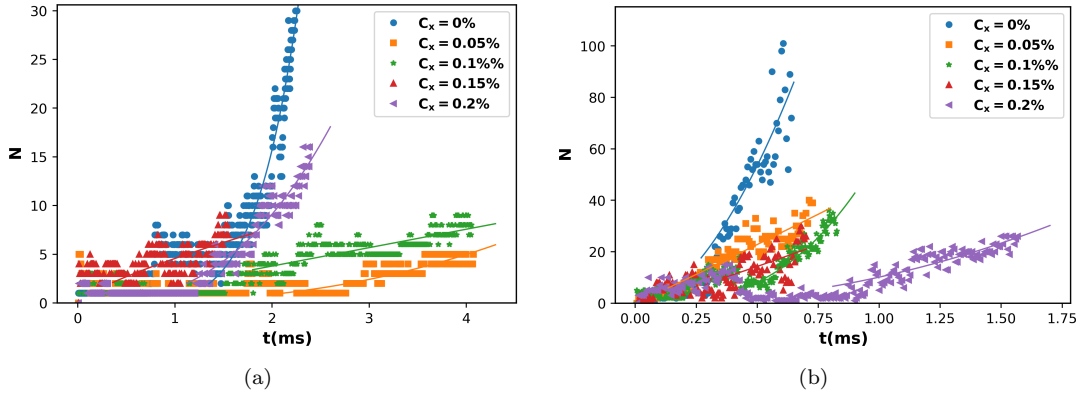 30
25
20
15
10
5
0
N
0
1
2
3
4
t(ms)
Cx = 0%
Cx = 0.05%
Cx = 0.1%%
Cx = 0.15%
Cx = 0.2%
(a)
100
80
60
40
20
0
N
0.00
0.25
0.50
0.75
1.00
1.25
1.50
1.75
t(ms)
Cx = 0%
Cx = 0.05%
Cx = 0.1%%
Cx = 0.15%
Cx = 0.2%
(b)